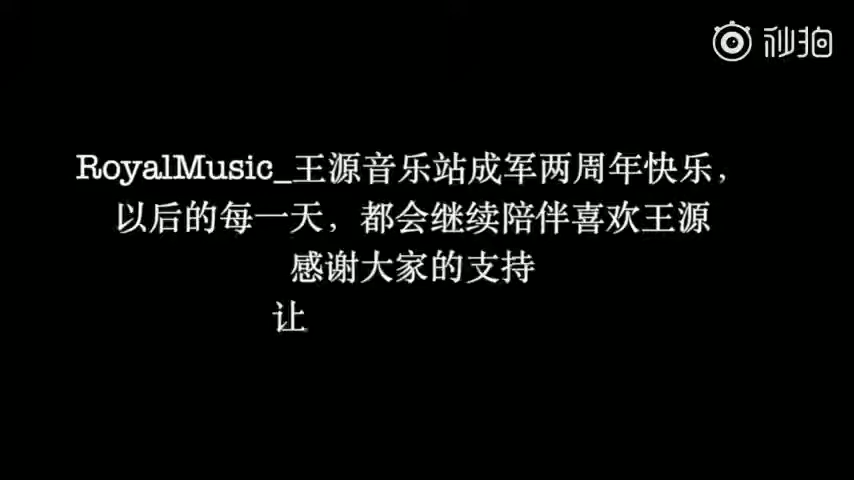 秒拍
RoyalMusic_王源音乐站成军两周年快乐，
以后的每一天，都会继续陪伴喜欢王源
感谢大家的支持
让